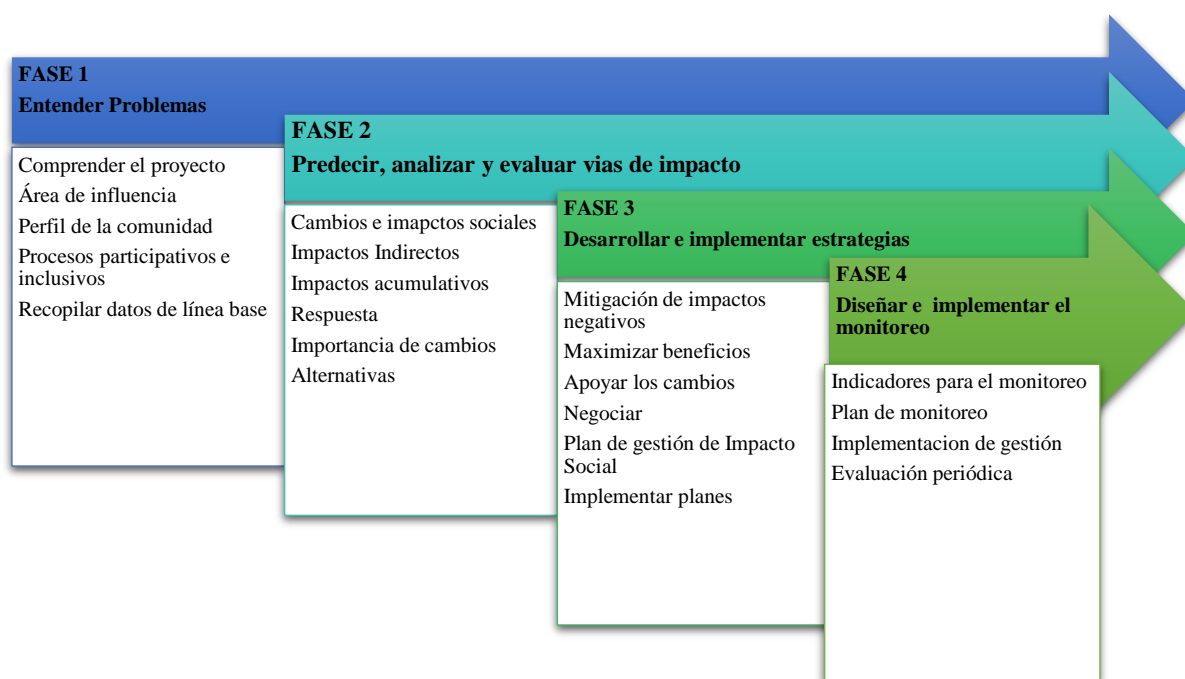 FASE 1
Entender Problemas
Comprender el proyecto
Área de influencia
Perfil de la comunidad
Procesos participativos e
inclusivos
Recopilar datos de línea base
FASE 2
Predecir, analizar y evaluar vias de impacto
Cambios e imapctos sociales
Impactos Indirectos
Impactos acumulativos
Respuesta
Importancia de cambios
Alternativas
FASE 3
Desarrollar e implementar estrategias
Mitigación de impactos
negativos
Maximizar beneficios
Apoyar los cambios
Negociar
Plan de gestión de Impacto
Social
Implementar planes
FASE 4
Diseñar e implementar el
monitoreo
Indicadores para el monitoreo
Plan de monitoreo
Implementacion de gestión
Evaluación periódica